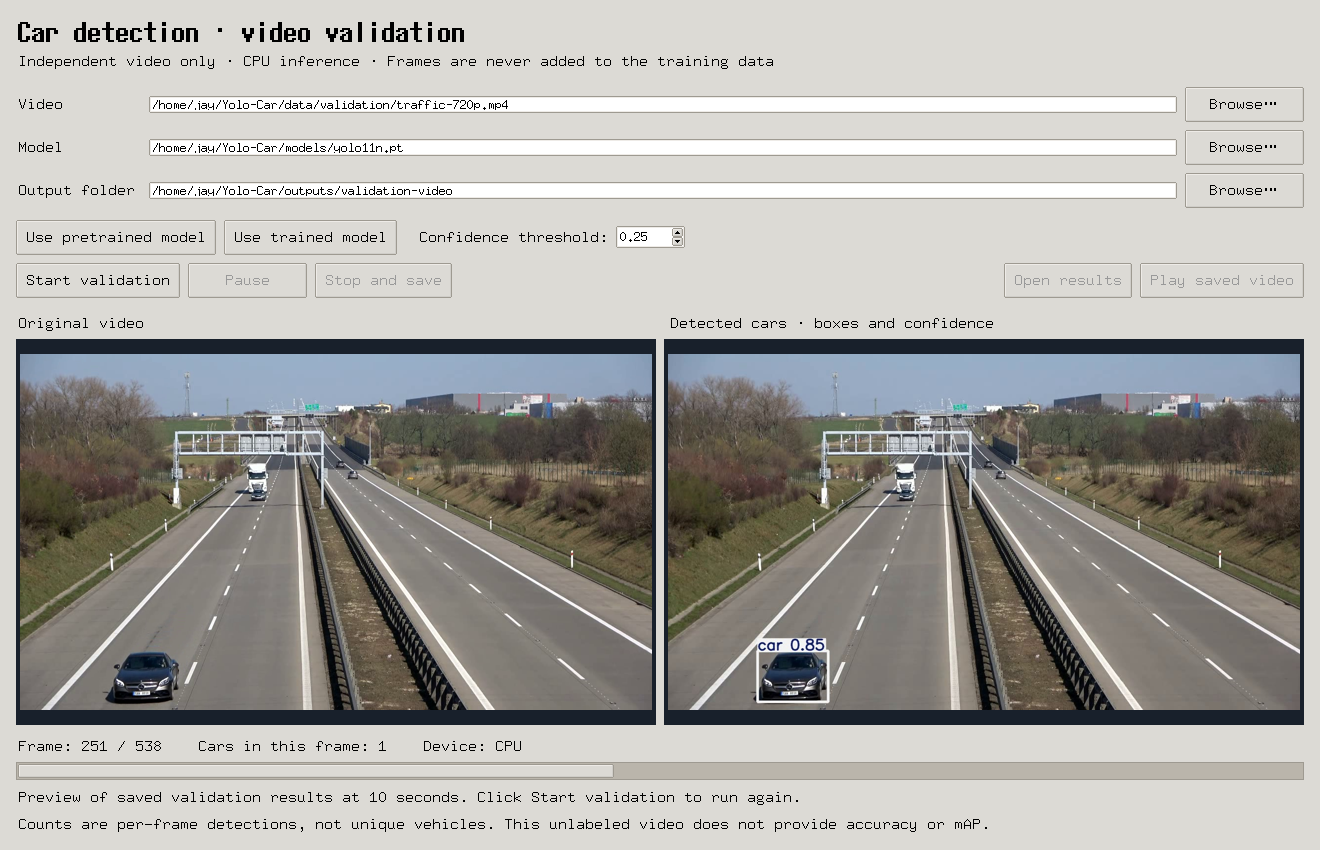 Car detection · video validation
Independent video only · CPU inference · Frames are never added to the training data
Video /home/jay/Yolo-Car/data/validation/traffic-720p.mp4 Browse…
Model /home/jay/Yolo-Car/models/yolo11n.pt Browse…
Output folder /home/jay/Yolo-Car/outputs/validation-video Browse…
Use pretrained model Use trained model Confidence threshold: 0.25
Start validation Pause Stop and save Open results Play saved video
Original video Detected cars · boxes and confidence
car 0.85
Frame: 251 / 538 Cars in this frame: 1 Device: CPU
Preview of saved validation results at 10 seconds. Click Start validation to run again.
Counts are per-frame detections, not unique vehicles. This unlabeled video does not provide accuracy or mAP.